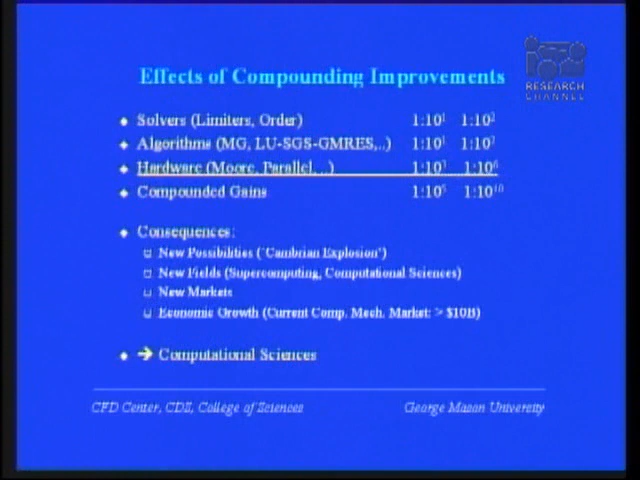 Effects of Compounding Improvements
RESEARCH
CHANNEL
Solvers (Limiters, Order) 1:10¹ 1:10²
Algorithms (MG, LU-SGS-GMRES,..) 1:10¹ 1:10²
Hardware (Moore, Parallel,...) 1:10³ 1:10⁶
Compounded Gains 1:10⁵ 1:10¹⁰
Consequences:
New Possibilities ('Cambrian Explosion')
New Fields (Supercomputing, Computational Sciences)
New Markets
Economic Growth (Current Comp. Mech. Market: > $10B)
→ Computational Sciences
CFD Center, CDS, College of Sciences George Mason University